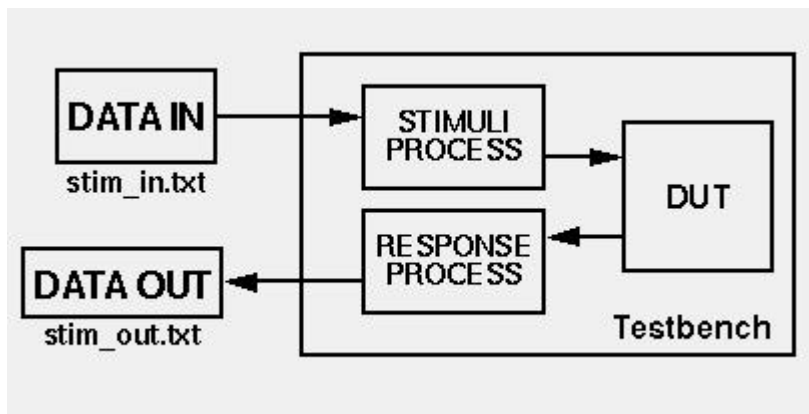 DATA IN
stim_in.txt
STIMULI
PROCESS
DUT
RESPONSE
PROCESS
DATA OUT
stim_out.txt
Testbench